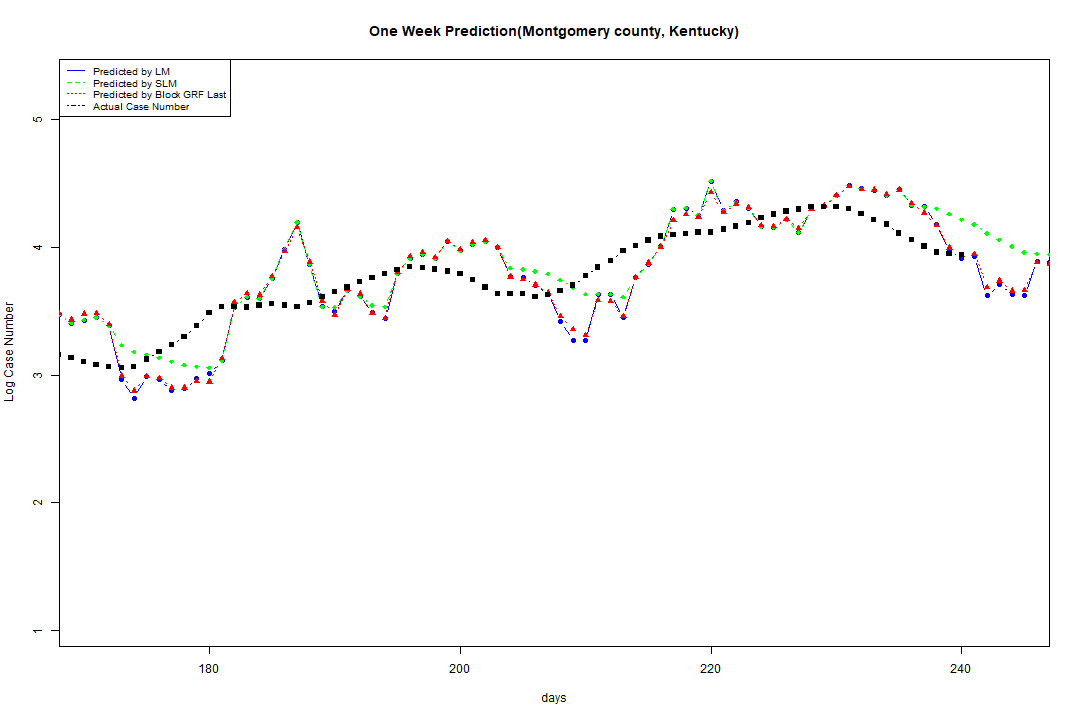 One Week Prediction(Montgomery county, Kentucky)
Predicted by LM
Predicted by SLM
Predicted by Block GRF Last
Actual Case Number
5
4
3
2
1
Log Case Number
180
200
220
240
days